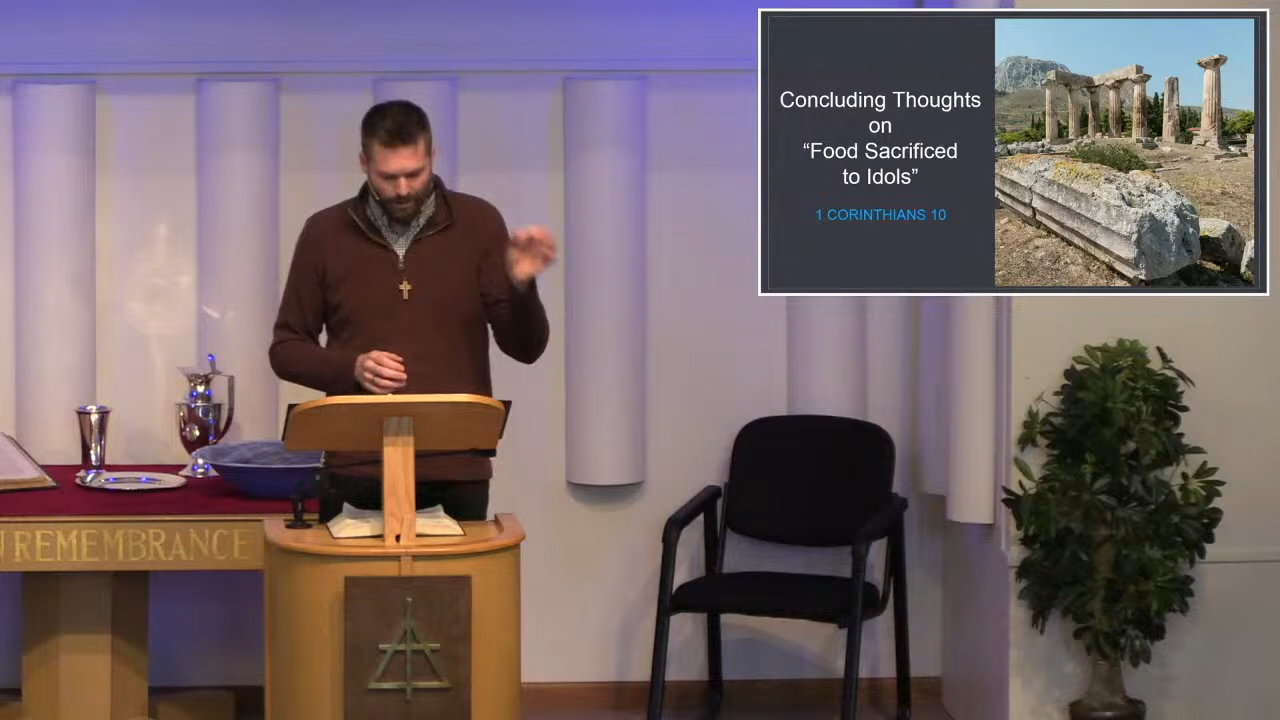 Concluding Thoughts
on
“Food Sacrificed
to Idols”
1 CORINTHIANS 10
N REMEMBRANCE